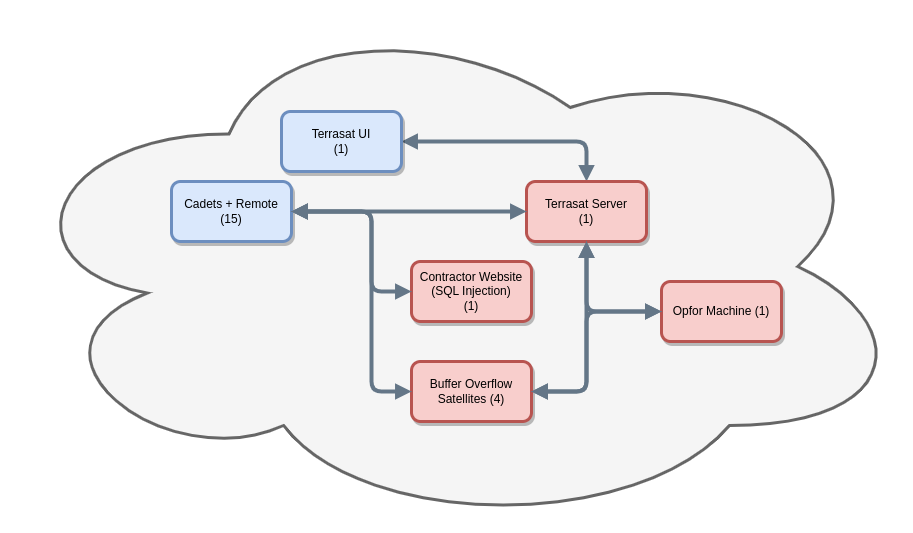 Terrasat UI
(1)
Cadets + Remote
(15)
Terrasat Server
(1)
Contractor Website
(SQL Injection)
(1)
Opfor Machine (1)
Buffer Overflow
Satellites (4)